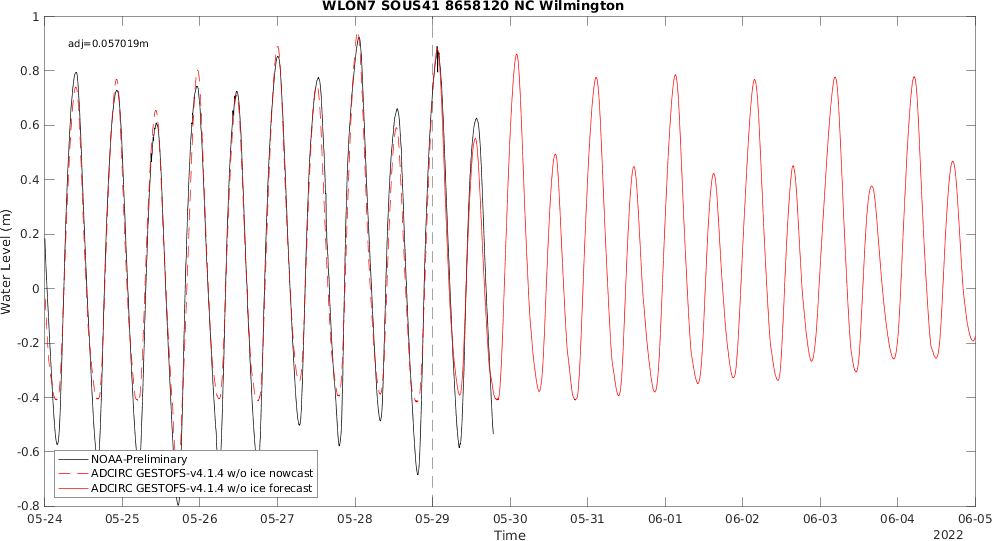 WLON7 SOUS41 8658120 NC Wilmington
adj=0.057019m
Water Level (m)
1
0.8
0.6
0.4
0.2
0
-0.2
-0.4
-0.6
-0.8
NOAA-Preliminary
ADCIRC GESTOFS-v4.1.4 w/o ice nowcast
ADCIRC GESTOFS-v4.1.4 w/o ice forecast
05-24 05-25 05-26 05-27 05-28 05-29 05-30 05-31 06-01 06-02 06-03 06-04 06-05
Time
2022